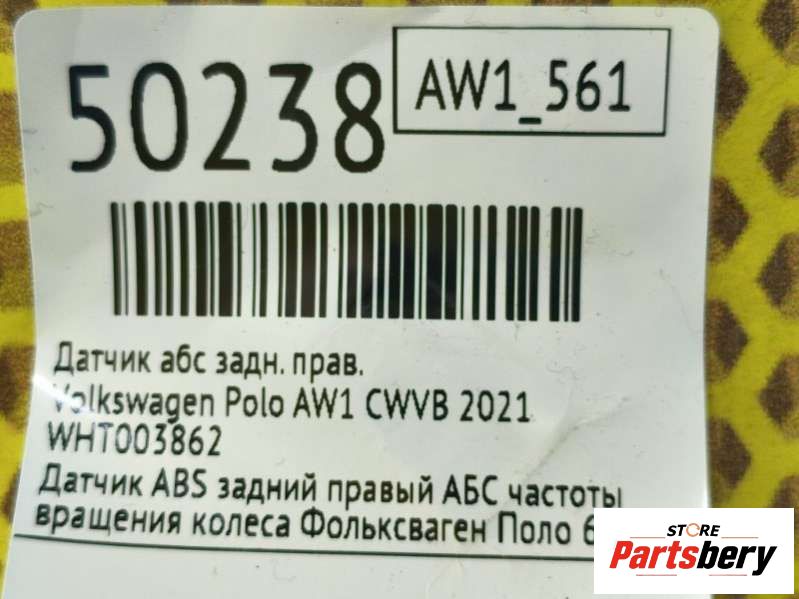 50238
AW1_561
Датчик абс задн. прав.
Volkswagen Polo AW1 CWVB 2021
WHT003862
Датчик ABS задний правый АБС частоты
вращения колеса Фольксваген Поло 6
STORE
Partsbery